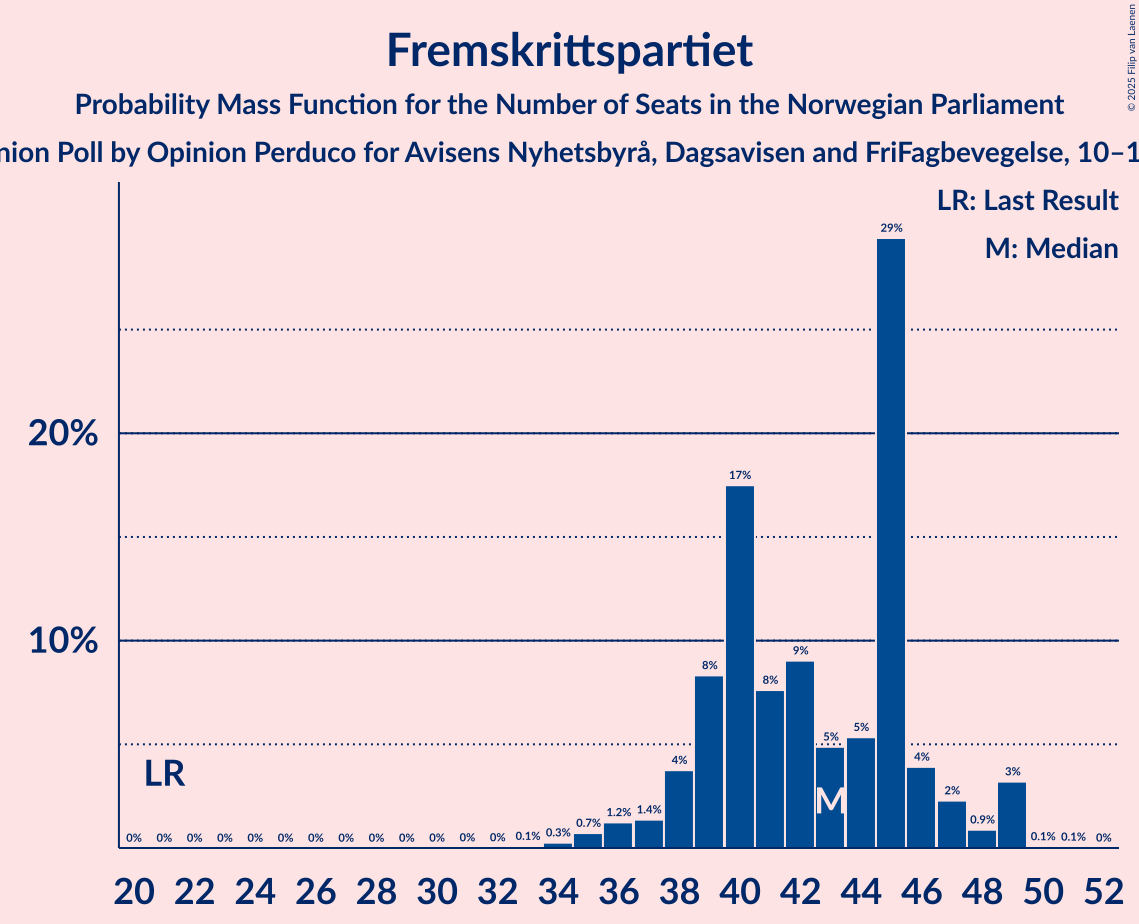 Fremskrittspartiet
Probability Mass Function for the Number of Seats in the Norwegian Parliament
nion Poll by Opinion Perduco for Avisens Nyhetsbyrå, Dagsavisen and FriFagbevegelse, 10–1
© 2025 Filip van Laenen
LR: Last Result
M: Median
29%
20%
17%
10%
9%
8%
8%
5%
5%
LR
4%
M
4%
3%
2%
0% 0% 0% 0% 0% 0% 0% 0% 0% 0% 0% 0% 0% 0.1% 0.3% 0.7% 1.2% 1.4% 0.9% 0.1% 0.1% 0%
20 22 24 26 28 30 32 34 36 38 40 42 44 46 48 50 52